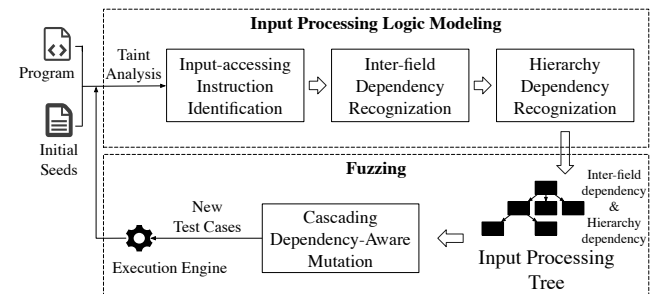 Input Processing Logic Modeling
Program
Taint
Analysis
Input-accessing
Instruction
Identification
Inter-field
Dependency
Recognization
Hierarchy
Dependency
Recognization
Initial
Seeds
Fuzzing
Inter-field
dependency
&
Hierarchy
dependency
Input Processing
Tree
Cascading
Dependency-Aware
Mutation
New
Test Cases
Execution Engine